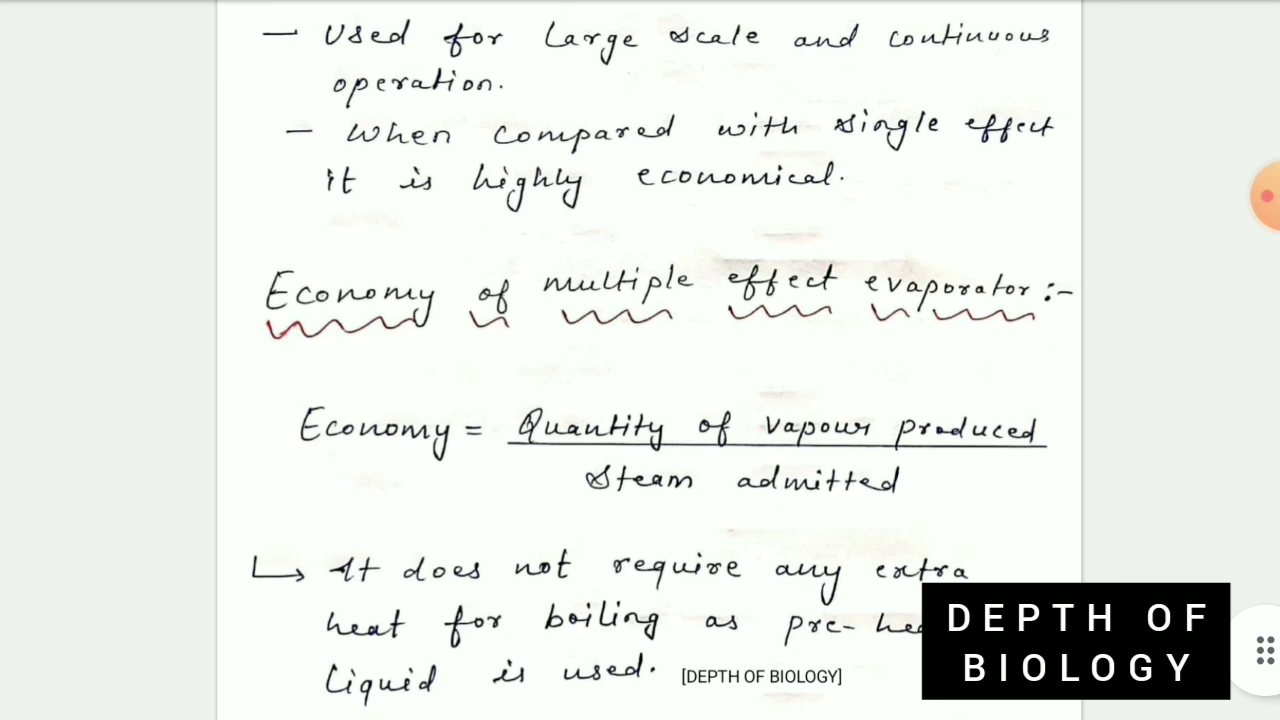 — Used for large scale and continuous
operation.
— When compared with single effect
it is highly economical.
Economy of multiple effect evaporator :-
Economy = Quantity of vapour produced
Steam admitted
↳ It does not require any extra
heat for boiling as pre-
liquid is used.
[DEPTH OF BIOLOGY]
DEPTH OF
BIOLOGY